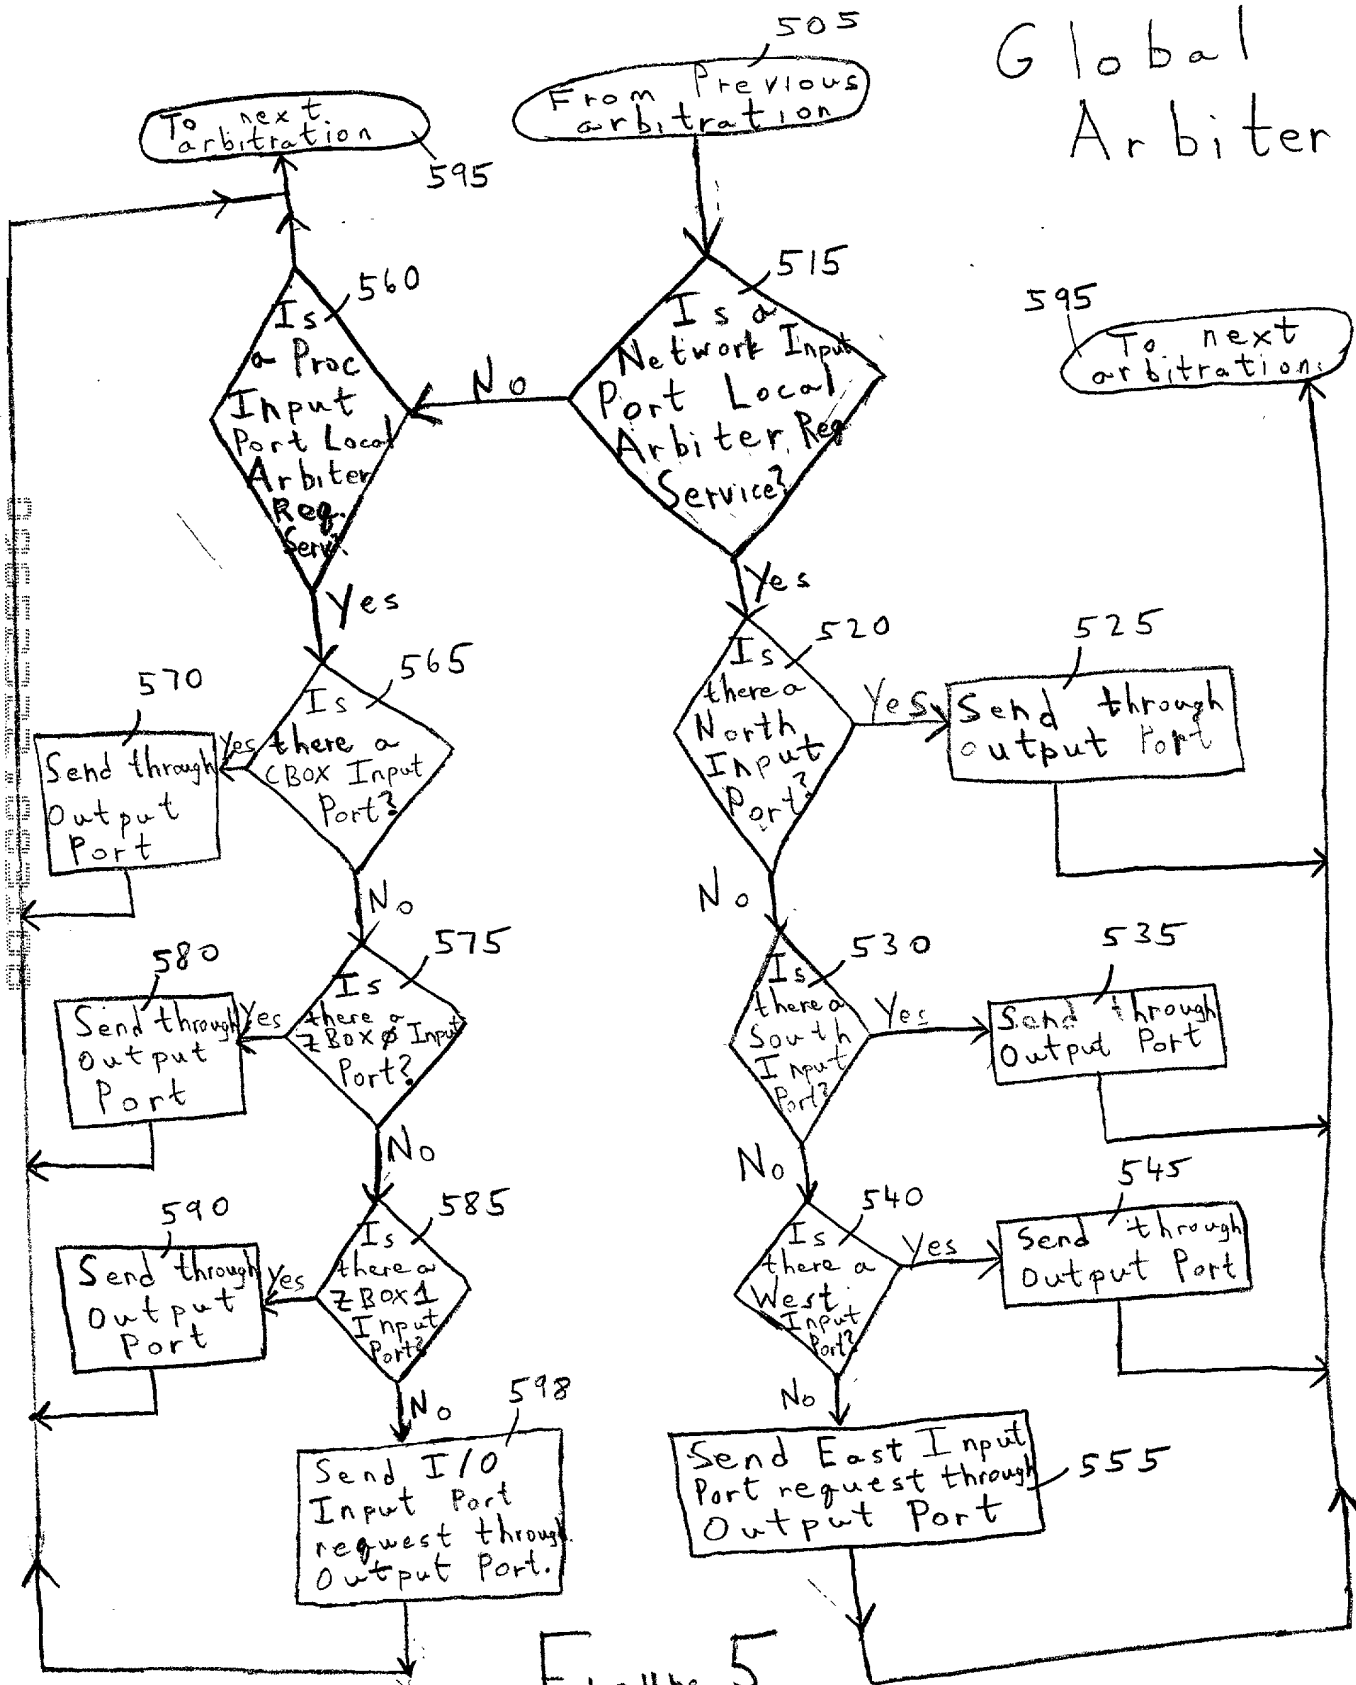 Global
Arbiter
505
From Previous
arbitration
To next
arbitration
595
515
Is a
Network Input
Port Local
Arbiter Req
Service?
No
Yes
560
Is
a Proc
Input
Port Local
Arbiter
Req.
Serv?
Yes
595
To next
arbitration.
520
Is
there a
North
Input
Port?
Yes
No
525
Send through
output Port
530
Is
there a
South
Input
Port?
Yes
No
535
Send through
Output Port
540
Is
there a
West
Input
Port?
Yes
No
545
Send through
Output Port
Send East Input
Port request through
Output Port
555
565
Is
there a
CBOX Input
Port?
Yes
No
570
Send through
Output
Port
575
Is
there a
ZBOX0 Input
Port?
Yes
No
580
Send through
Output
Port
585
Is
there a
ZBOX1
Input
Port?
Yes
No
590
Send through
Output
Port
598
Send I/O
Input Port
request through
Output Port.
Figure 5